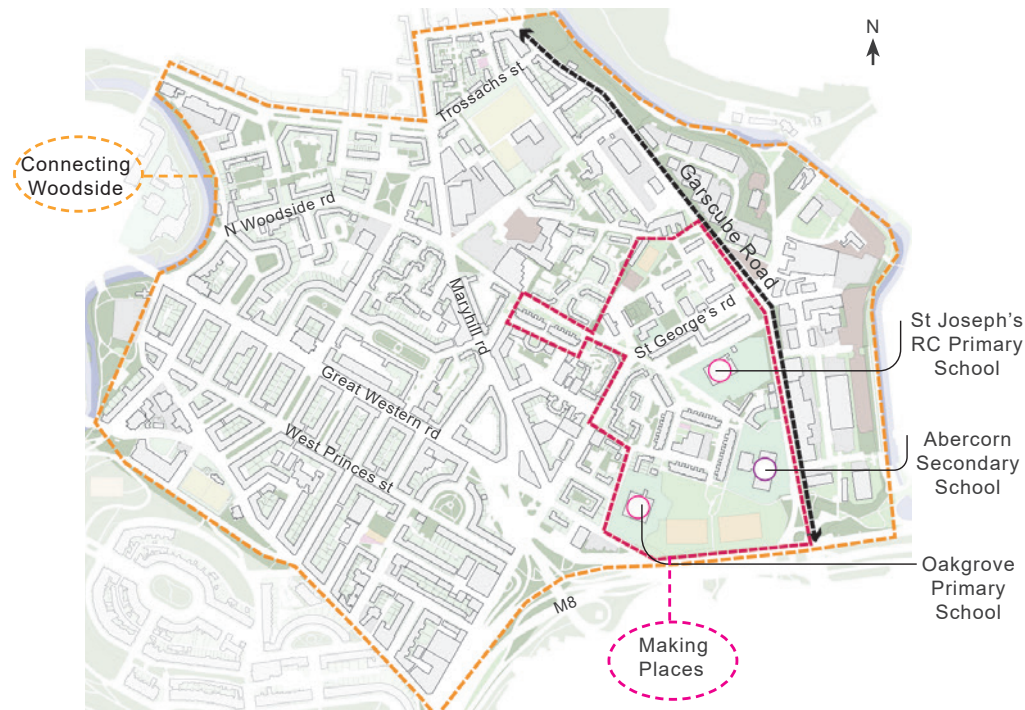 N
Trossachs st
Connecting
Woodside
N Woodside rd
Garscube Road
Maryhill rd
St George's rd
St Joseph's
RC Primary
School
Great Western rd
West Princes st
Abercorn
Secondary
School
Oakgrove
Primary
School
M8
Making
Places